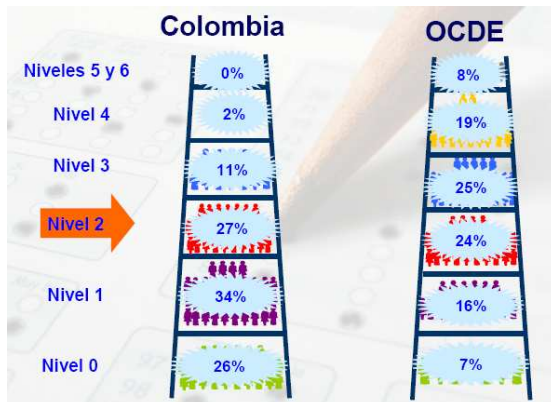 Colombia OCDE
Niveles 5 y 6 0% 8%
Nivel 4 2% 19%
Nivel 3 11% 25%
Nivel 2 27% 24%
Nivel 1 34% 16%
Nivel 0 26% 7%